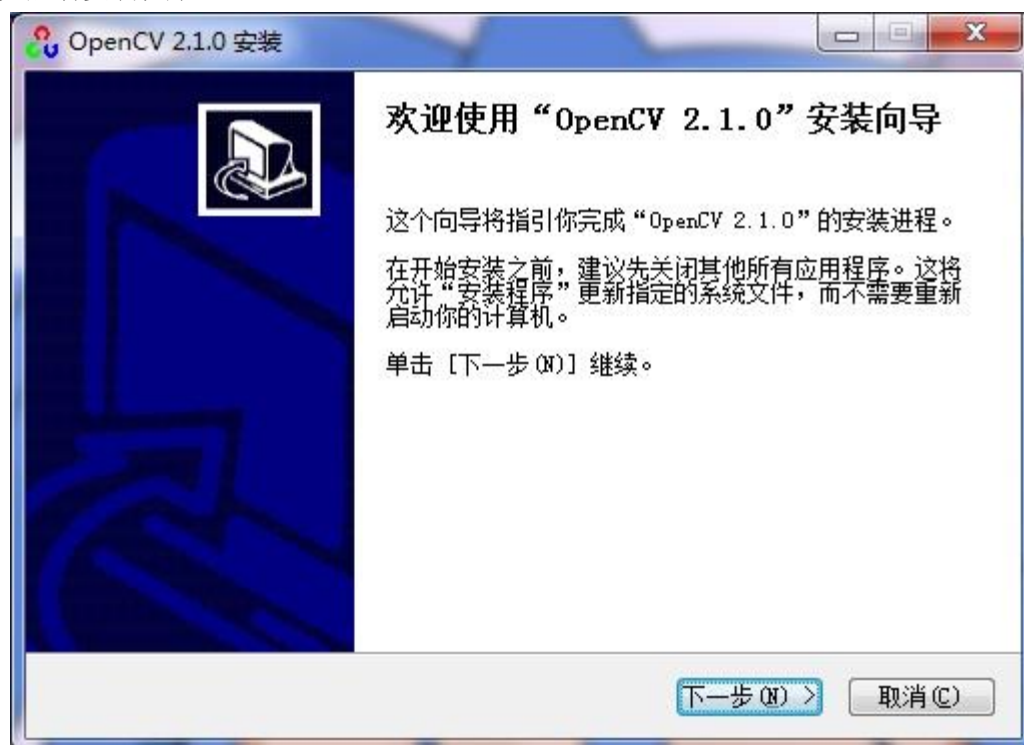 OpenCV 2.1.0 安装
欢迎使用“OpenCV 2.1.0”安装向导
这个向导将指引你完成“OpenCV 2.1.0”的安装进程。
在开始安装之前，建议先关闭其他所有应用程序。这将
允许“安装程序”更新指定的系统文件，而不需要重新
启动你的计算机。
单击 [下一步(N)] 继续。
下一步(N) >
取消(C)